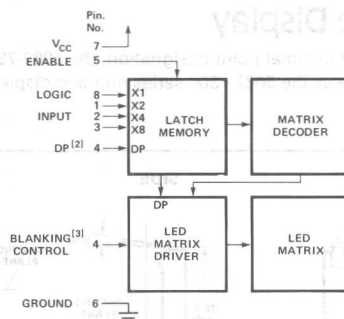 Pin.
No.
VCC 7
ENABLE 5
LOGIC 8 X1
1 X2
INPUT 2 X4
3 X8
DP[2] 4 DP
LATCH
MEMORY
MATRIX
DECODER
DP
BLANKING[3]
CONTROL 4
LED
MATRIX
DRIVER
LED
MATRIX
GROUND 6